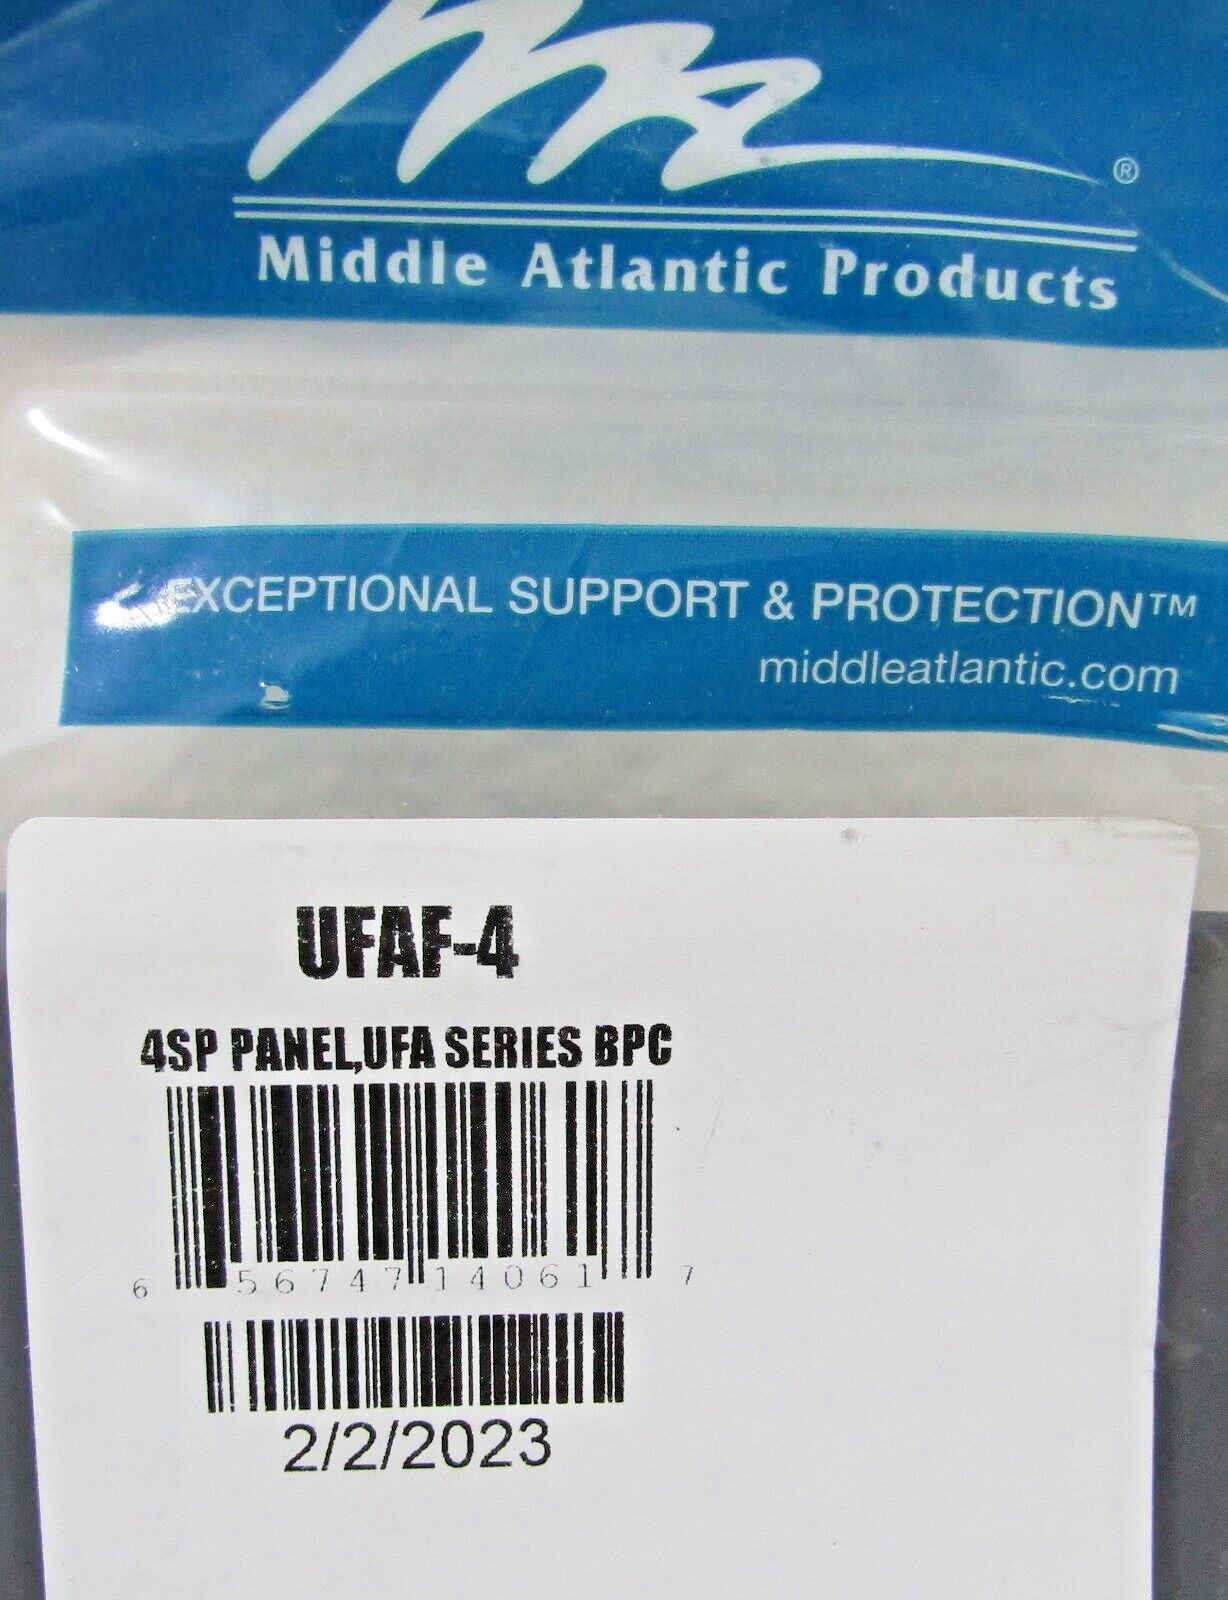 ®
Middle Atlantic Products
EXCEPTIONAL SUPPORT & PROTECTION™
middleatlantic.com
UFAF-4
4SP PANEL,UFA SERIES BPC
6 56747 14061 7
2/2/2023